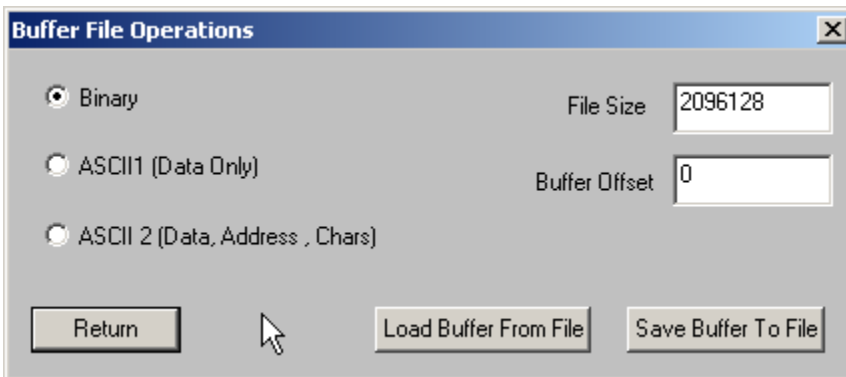 Buffer File Operations
Binary
File Size 2096128
ASCII1 (Data Only)
Buffer Offset 0
ASCII 2 (Data, Address , Chars)
Return Load Buffer From File Save Buffer To File